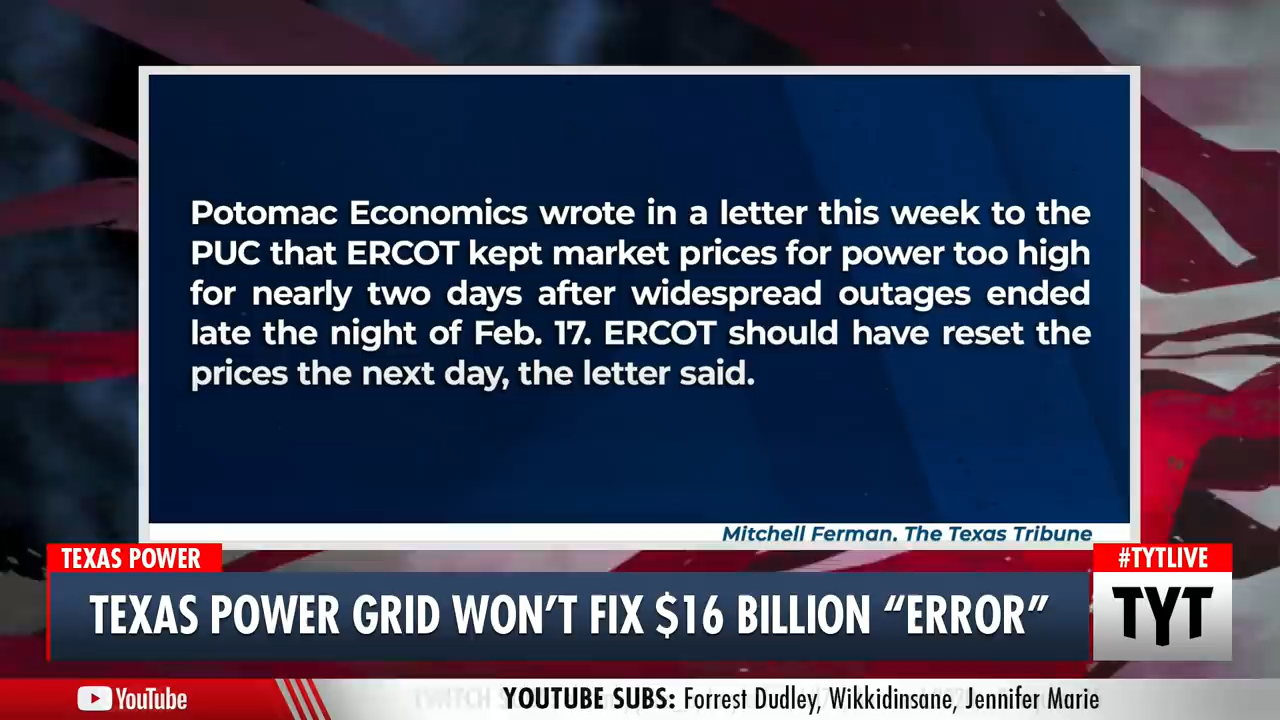 Potomac Economics wrote in a letter this week to the
PUC that ERCOT kept market prices for power too high
for nearly two days after widespread outages ended
late the night of Feb. 17. ERCOT should have reset the
prices the next day, the letter said.
Mitchell Ferman, The Texas Tribune
TEXAS POWER
#TYTLIVE
TEXAS POWER GRID WON'T FIX $16 BILLION “ERROR”
TYT
YouTube
YOUTUBE SUBS: Forrest Dudley, Wikkidinsane, Jennifer Marie